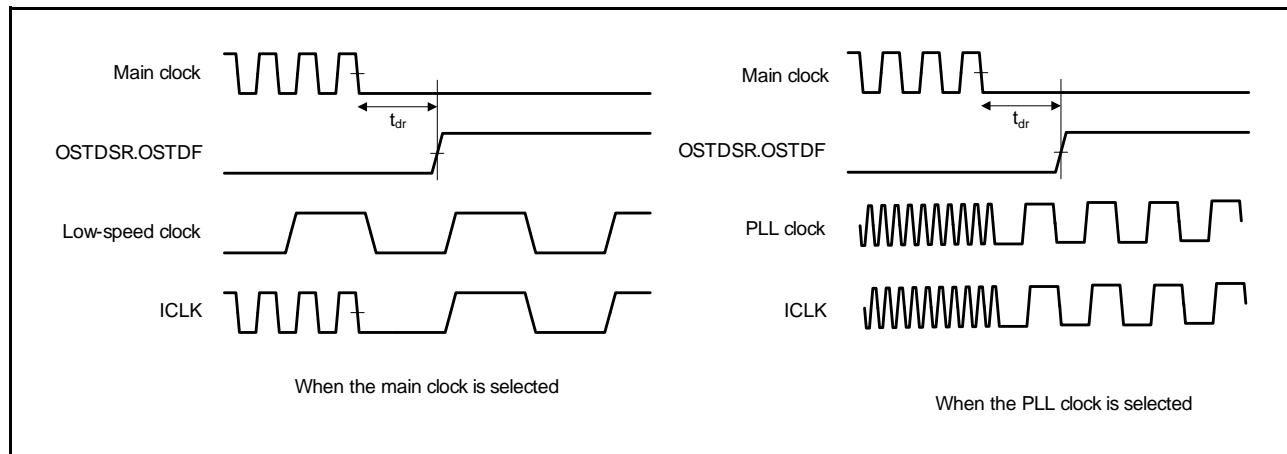 Main clock
t_dr
OSTDSR.OSTDF
Low-speed clock
ICLK
When the main clock is selected
Main clock
t_dr
OSTDSR.OSTDF
PLL clock
ICLK
When the PLL clock is selected